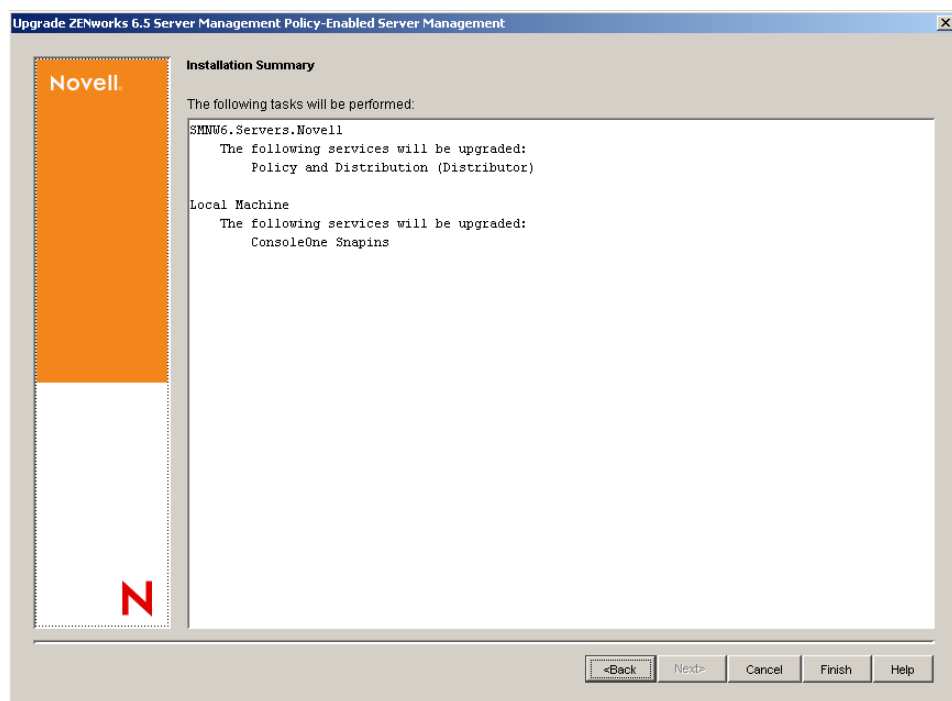 Upgrade ZENworks 6.5 Server Management Policy-Enabled Server Management
Novell.
Installation Summary
The following tasks will be performed:
SMNW6.Servers.Novell
The following services will be upgraded:
Policy and Distribution (Distributor)
Local Machine
The following services will be upgraded:
ConsoleOne Snapins
N
<Back Next> Cancel Finish Help